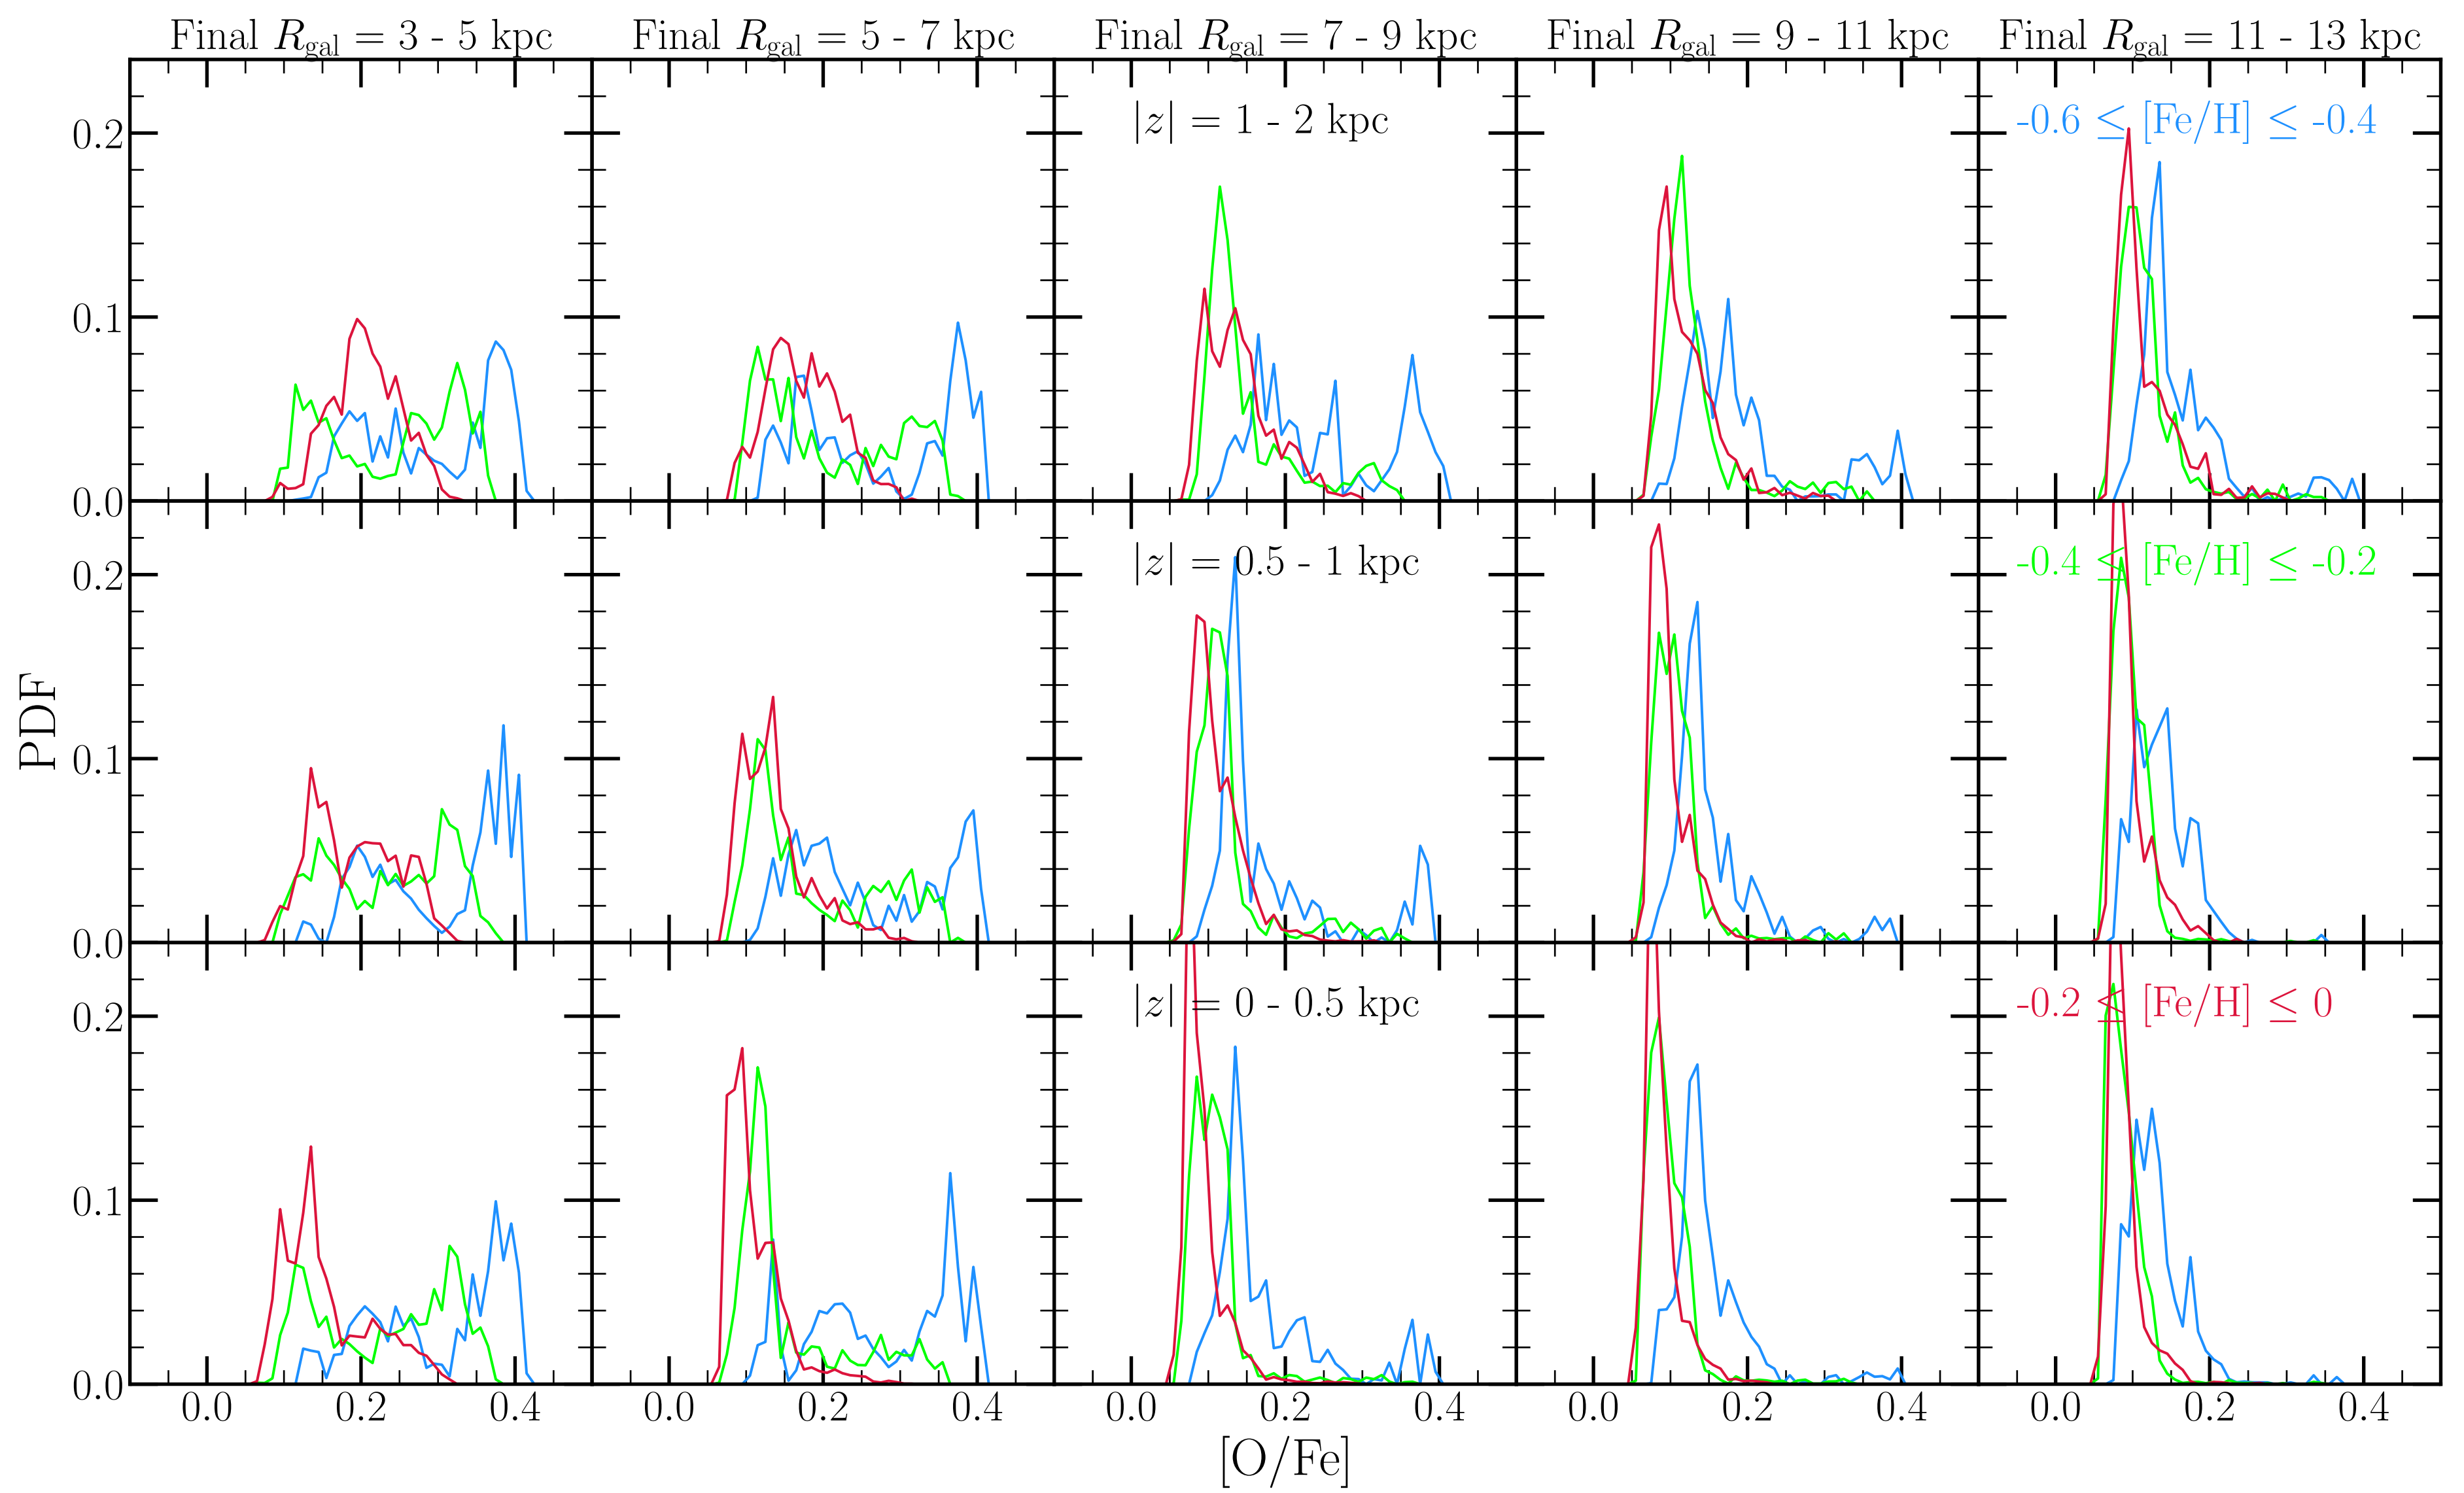 Final R_gal = 3 - 5 kpc
Final R_gal = 5 - 7 kpc
Final R_gal = 7 - 9 kpc
Final R_gal = 9 - 11 kpc
Final R_gal = 11 - 13 kpc
|z| = 1 - 2 kpc
-0.6 ≤ [Fe/H] ≤ -0.4
0.2
0.1
0.0
|z| = 0.5 - 1 kpc
-0.4 ≤ [Fe/H] ≤ -0.2
0.2
0.1
0.0
PDF
|z| = 0 - 0.5 kpc
-0.2 ≤ [Fe/H] ≤ 0
0.2
0.1
0.0
0.0 0.2 0.4
0.0 0.2 0.4
0.0 0.2 0.4
0.0 0.2 0.4
0.0 0.2 0.4
[O/Fe]